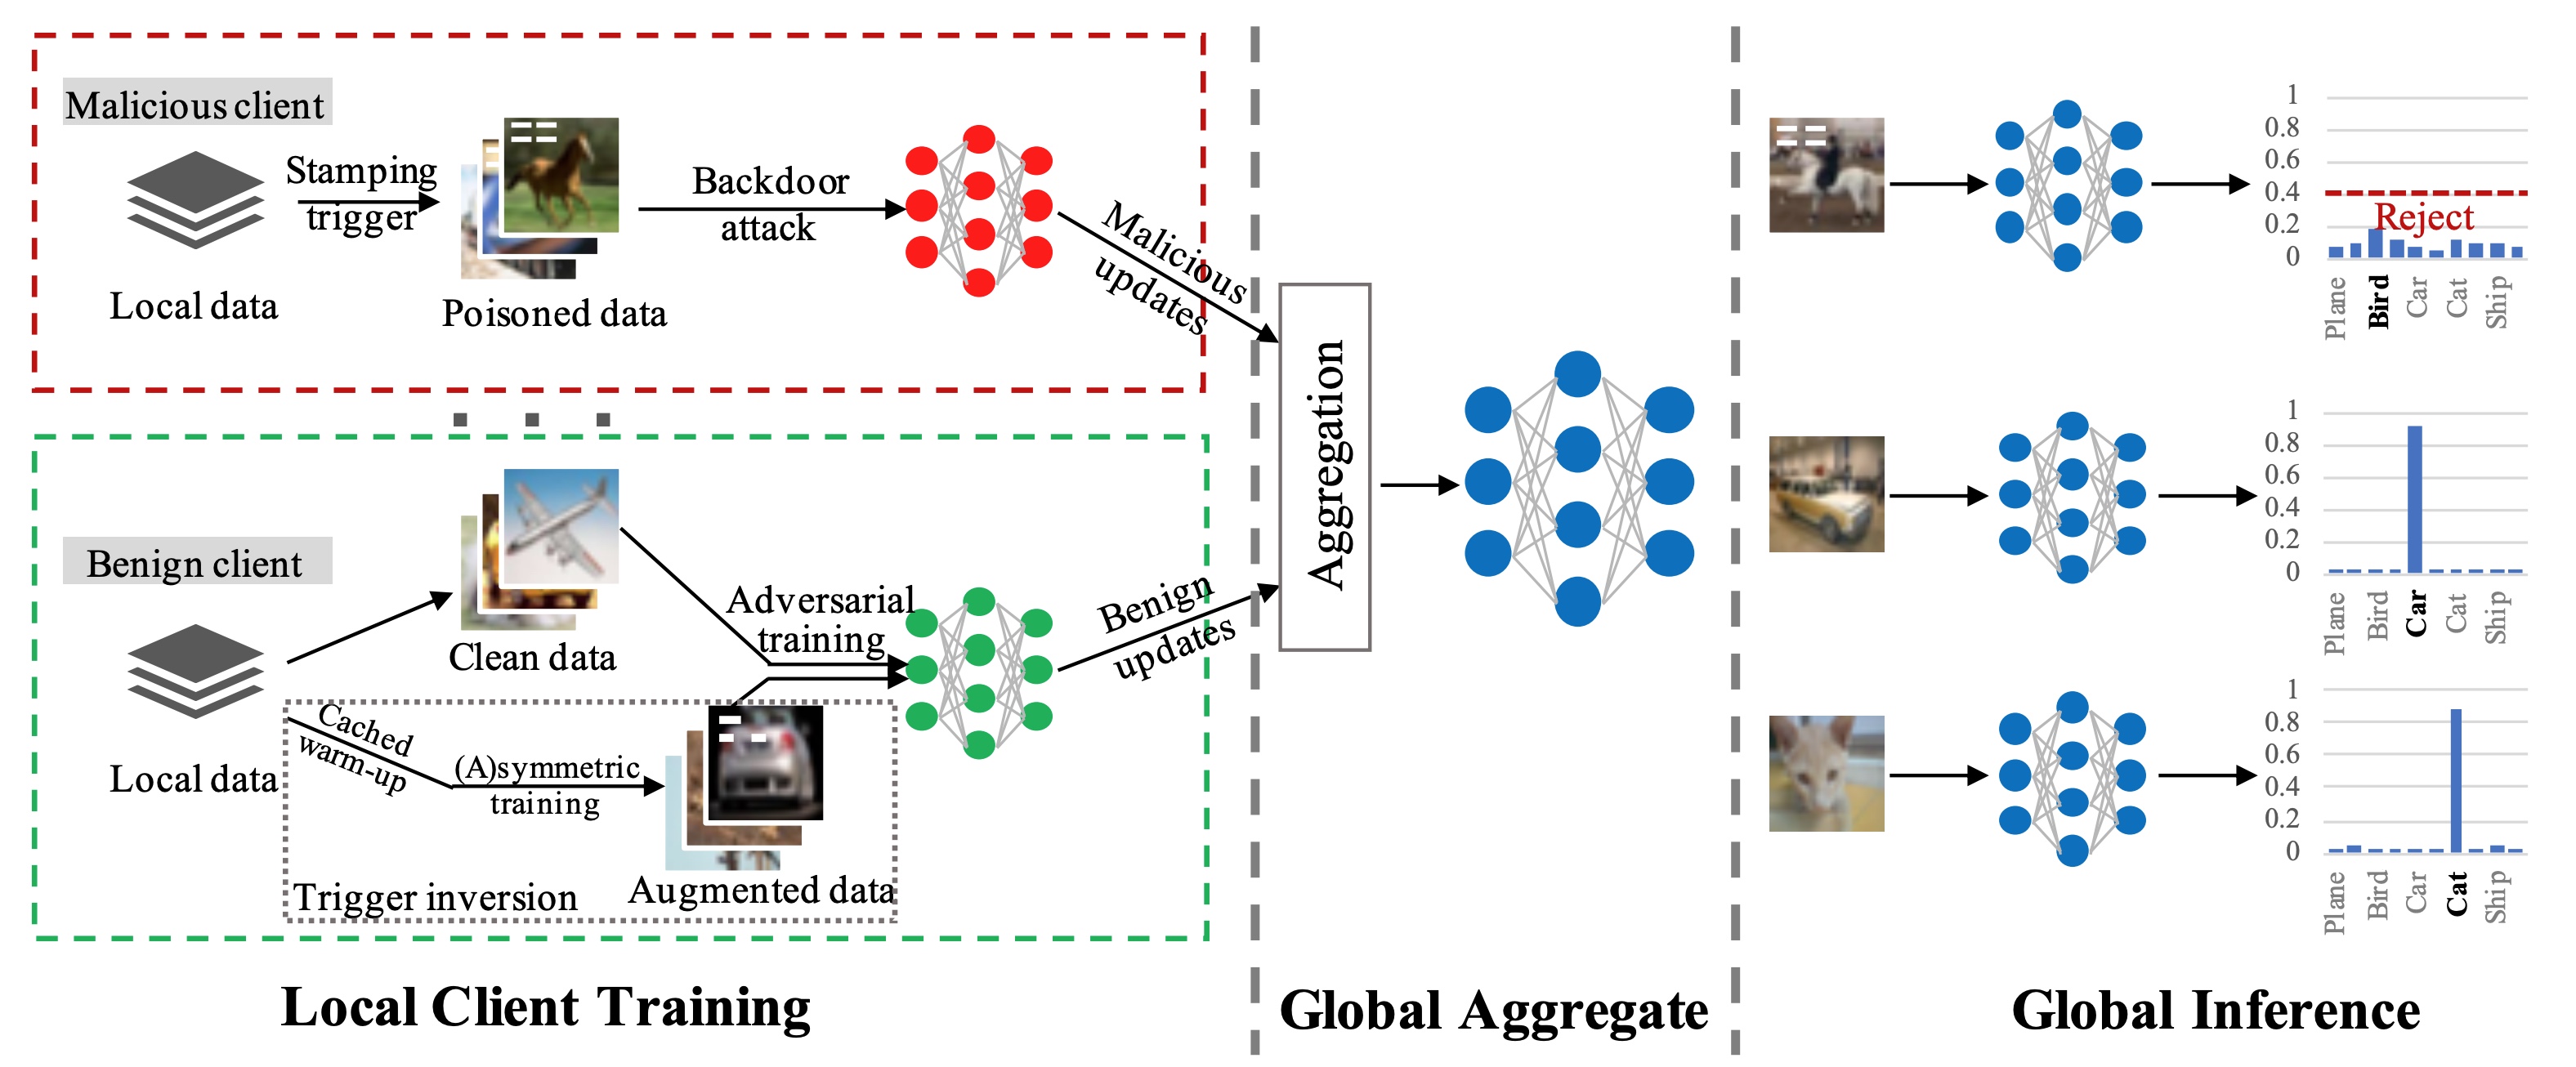 Malicious client
Stamping
trigger
Local data
Poisoned data
Backdoor
attack
Malicious
updates
Benign client
Local data
Clean data
Adversarial
training
Cached
warm-up
(A)symmetric
training
Trigger inversion
Augmented data
Benign
updates
Local Client Training
Aggregation
Global Aggregate
1
0.8
0.6
0.4
Reject
0.2
0
Plane
Bird
Car
Cat
Ship
1
0.8
0.6
0.4
0.2
0
Plane
Bird
Car
Cat
Ship
1
0.8
0.6
0.4
0.2
0
Plane
Bird
Car
Cat
Ship
Global Inference